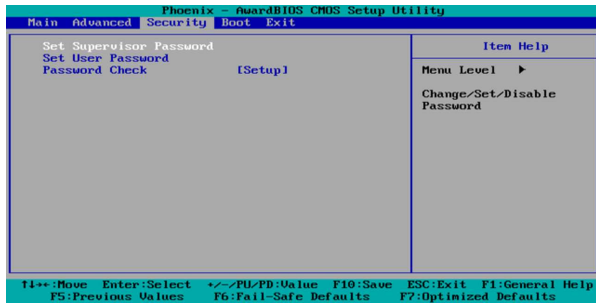 Phoenix - AwardBIOS CMOS Setup Utility
Main Advanced Security Boot Exit
Set Supervisor Password
Set User Password
Password Check [Setup]
Item Help
Menu Level ▶
Change/Set/Disable
Password
↑↓→←:Move Enter:Select +/-/PU/PD:Value F10:Save ESC:Exit F1:General Help
F5:Previous Values F6:Fail-Safe Defaults F7:Optimized Defaults